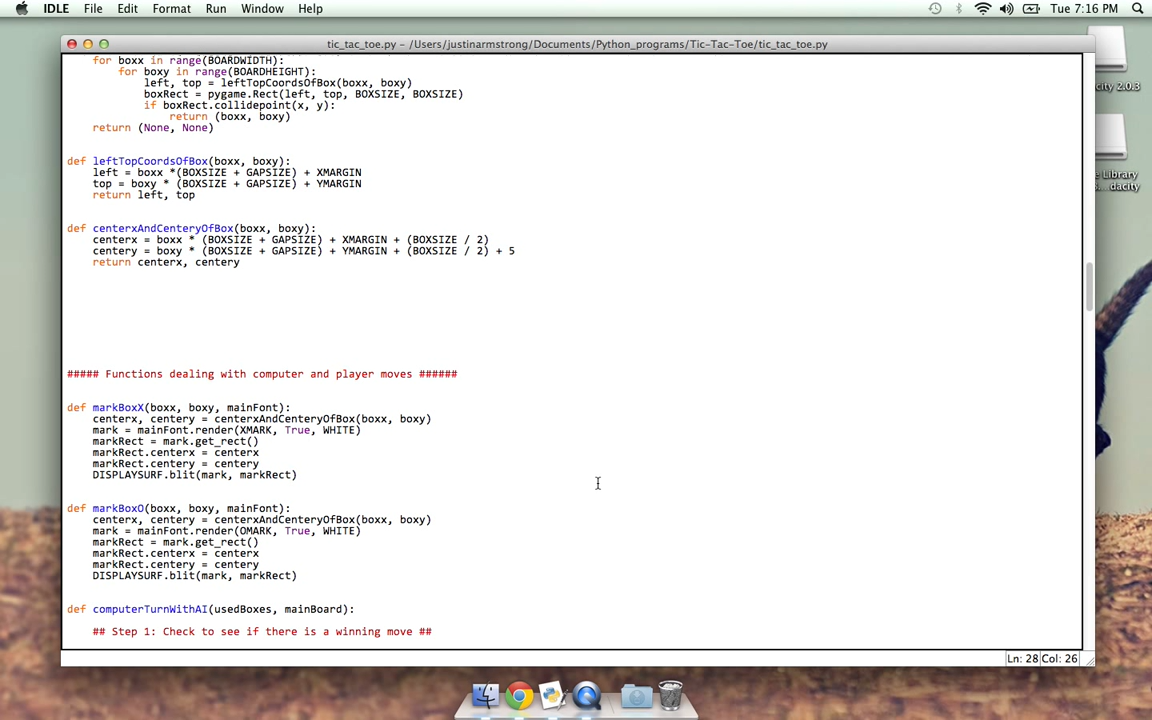 IDLE File Edit Format Run Window Help Tue 7:16 PM
tic_tac_toe.py – /Users/justinarmstrong/Documents/Python_programs/Tic-Tac-Toe/tic_tac_toe.py
for boxx in range(BOARDWIDTH):
for boxy in range(BOARDHEIGHT):
left, top = leftTopCoordsOfBox(boxx, boxy)
boxRect = pygame.Rect(left, top, BOXSIZE, BOXSIZE)
if boxRect.collidepoint(x, y):
return (boxx, boxy)
return (None, None)
def leftTopCoordsOfBox(boxx, boxy):
left = boxx *(BOXSIZE + GAPSIZE) + XMARGIN
top = boxy * (BOXSIZE + GAPSIZE) + YMARGIN
return left, top
def centerxAndCenteryOfBox(boxx, boxy):
centerx = boxx * (BOXSIZE + GAPSIZE) + XMARGIN + (BOXSIZE / 2)
centery = boxy * (BOXSIZE + GAPSIZE) + YMARGIN + (BOXSIZE / 2) + 5
return centerx, centery
##### Functions dealing with computer and player moves ######
def markBoxX(boxx, boxy, mainFont):
centerx, centery = centerxAndCenteryOfBox(boxx, boxy)
mark = mainFont.render(XMARK, True, WHITE)
markRect = mark.get_rect()
markRect.centerx = centerx
markRect.centery = centery
DISPLAYSURF.blit(mark, markRect)
def markBoxO(boxx, boxy, mainFont):
centerx, centery = centerxAndCenteryOfBox(boxx, boxy)
mark = mainFont.render(OMARK, True, WHITE)
markRect = mark.get_rect()
markRect.centerx = centerx
markRect.centery = centery
DISPLAYSURF.blit(mark, markRect)
def computerTurnWithAI(usedBoxes, mainBoard):
## Step 1: Check to see if there is a winning move ##
Ln: 28 Col: 26
city 2.0.3
e Library
s....dacity